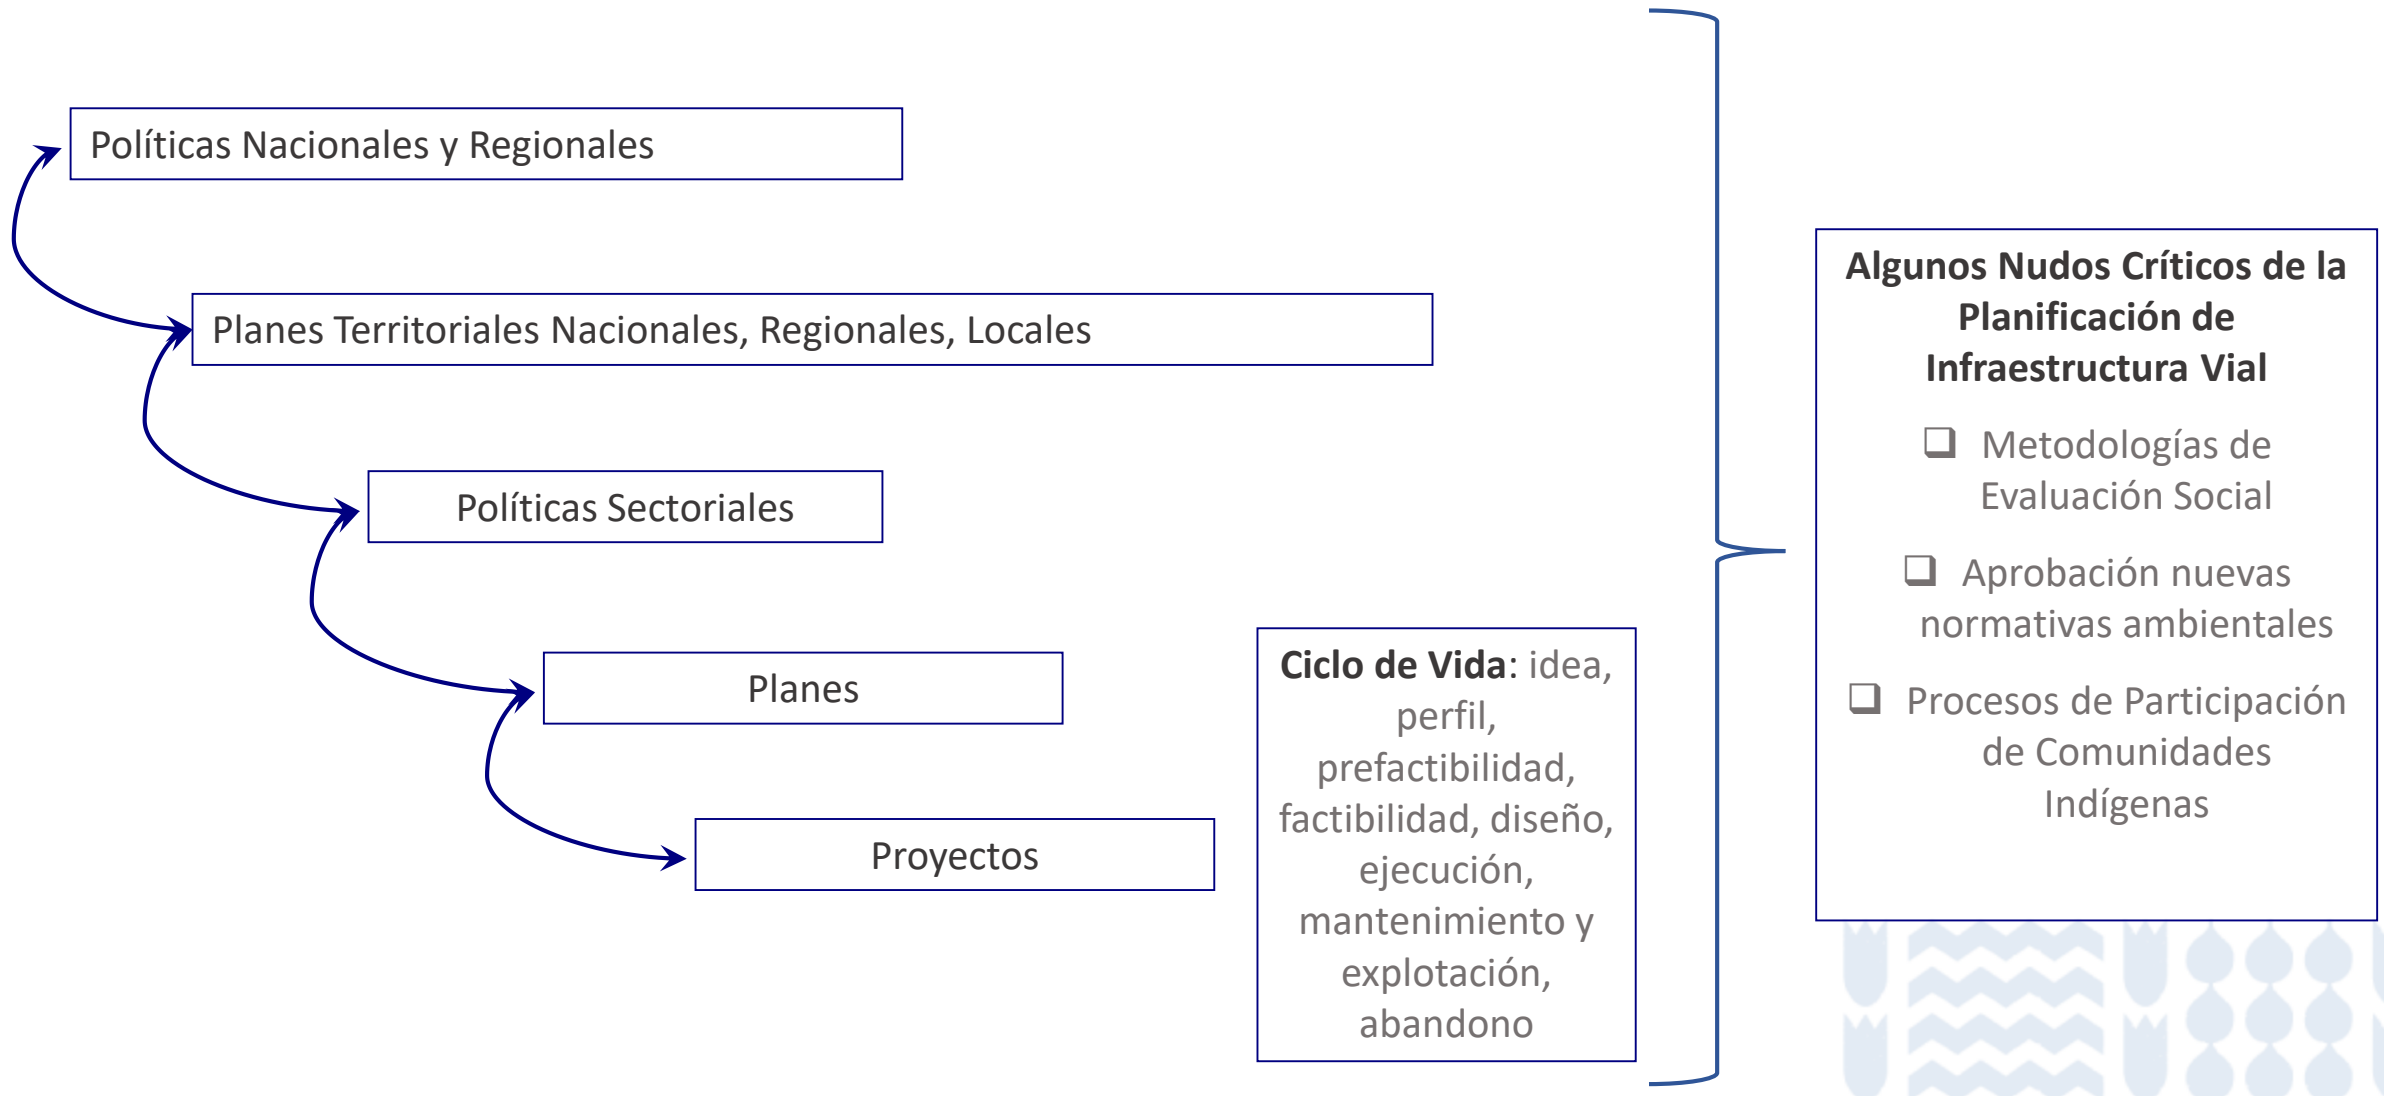 Políticas Nacionales y Regionales
Planes Territoriales Nacionales, Regionales, Locales
Políticas Sectoriales
Planes
Proyectos
Ciclo de Vida: idea,
perfil,
prefactibilidad,
factibilidad, diseño,
ejecución,
mantenimiento y
explotación,
abandono
Algunos Nudos Críticos de la
Planificación de
Infraestructura Vial
❑ Metodologías de
Evaluación Social
❑ Aprobación nuevas
normativas ambientales
❑ Procesos de Participación
de Comunidades
Indígenas